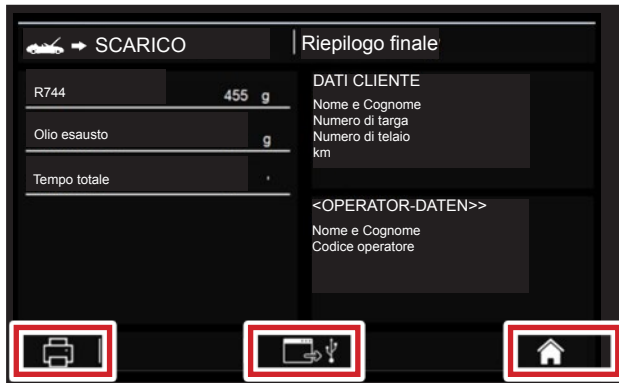 SCARICO
Riepilogo finale
R744 455 g
Olio esausto g
Tempo totale '
DATI CLIENTE
Nome e Cognome
Numero di targa
Numero di telaio
km
<OPERATOR-DATEN>>
Nome e Cognome
Codice operatore